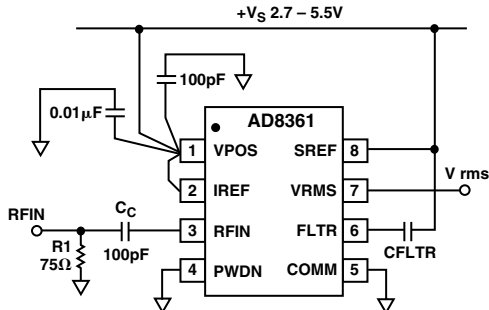 +VS 2.7 – 5.5V
100pF
0.01µF
AD8361
1 VPOS SREF 8
2 IREF VRMS 7
V rms
RFIN
CC
3 RFIN FLTR 6
R1
75Ω
100pF
CFLTR
4 PWDN COMM 5